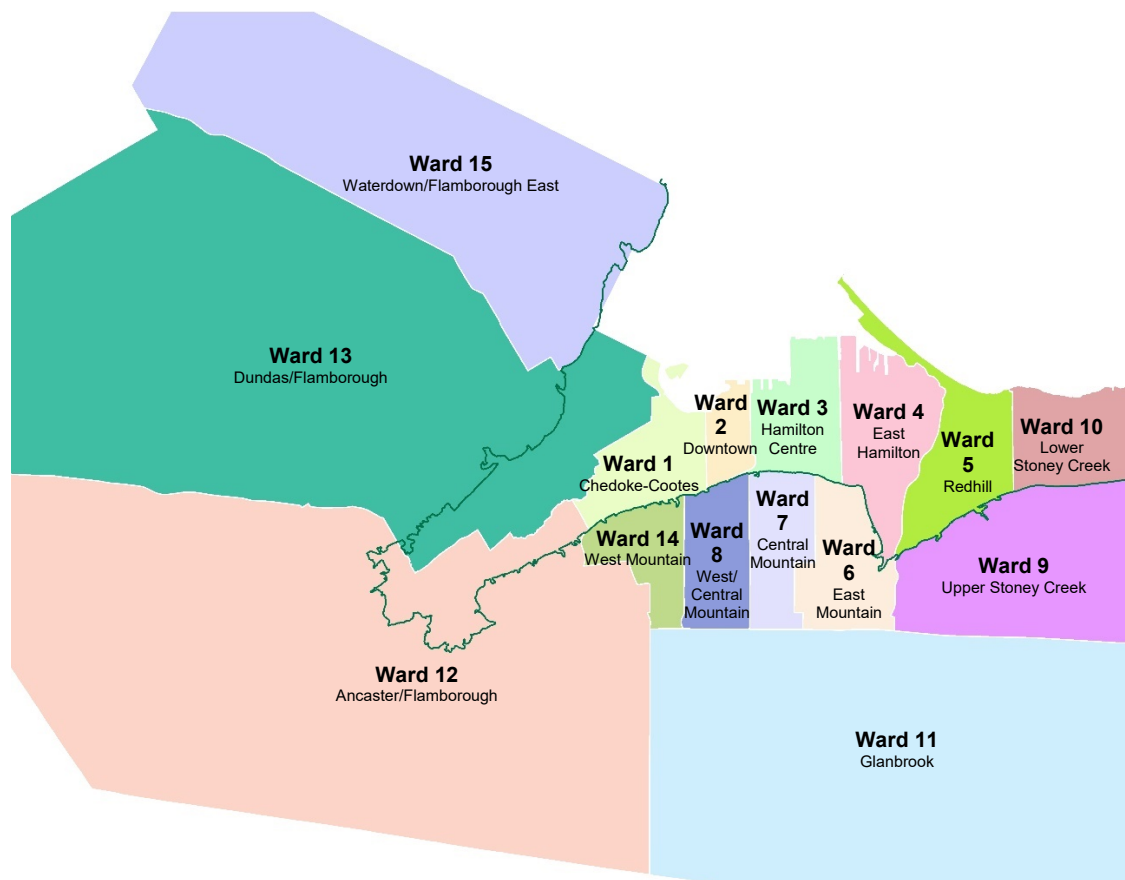 Ward 15
Waterdown/Flamborough East
Ward 13
Dundas/Flamborough
Ward 1
Chedoke-Cootes
Ward
2
Downtown
Ward 3
Hamilton
Centre
Ward 4
East
Hamilton
Ward
5
Redhill
Ward 10
Lower
Stoney Creek
Ward 14
West Mountain
Ward
8
West/
Central
Mountain
Ward
7
Central
Mountain
Ward
6
East
Mountain
Ward 9
Upper Stoney Creek
Ward 12
Ancaster/Flamborough
Ward 11
Glanbrook